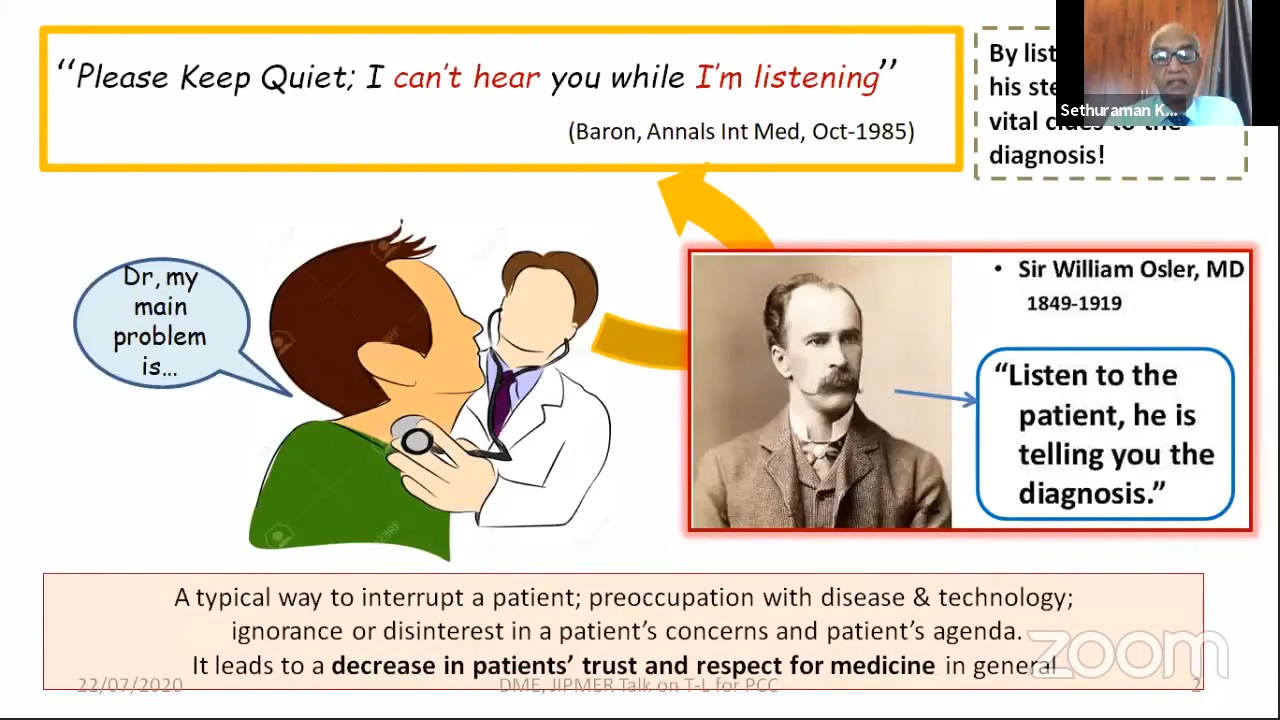 “Please Keep Quiet; I can’t hear you while I’m listening”
(Baron, Annals Int Med, Oct-1985)
By list
his ste
vital clues to the
diagnosis!
Sethuraman K...
Dr, my
main
problem
is...
• Sir William Osler, MD
1849-1919
“Listen to the
patient, he is
telling you the
diagnosis.”
A typical way to interrupt a patient; preoccupation with disease & technology;
ignorance or disinterest in a patient’s concerns and patient’s agenda.
It leads to a decrease in patients’ trust and respect for medicine in general
22/07/2020 DME, JIPMER Talk on T-L for PCC 2
zoom